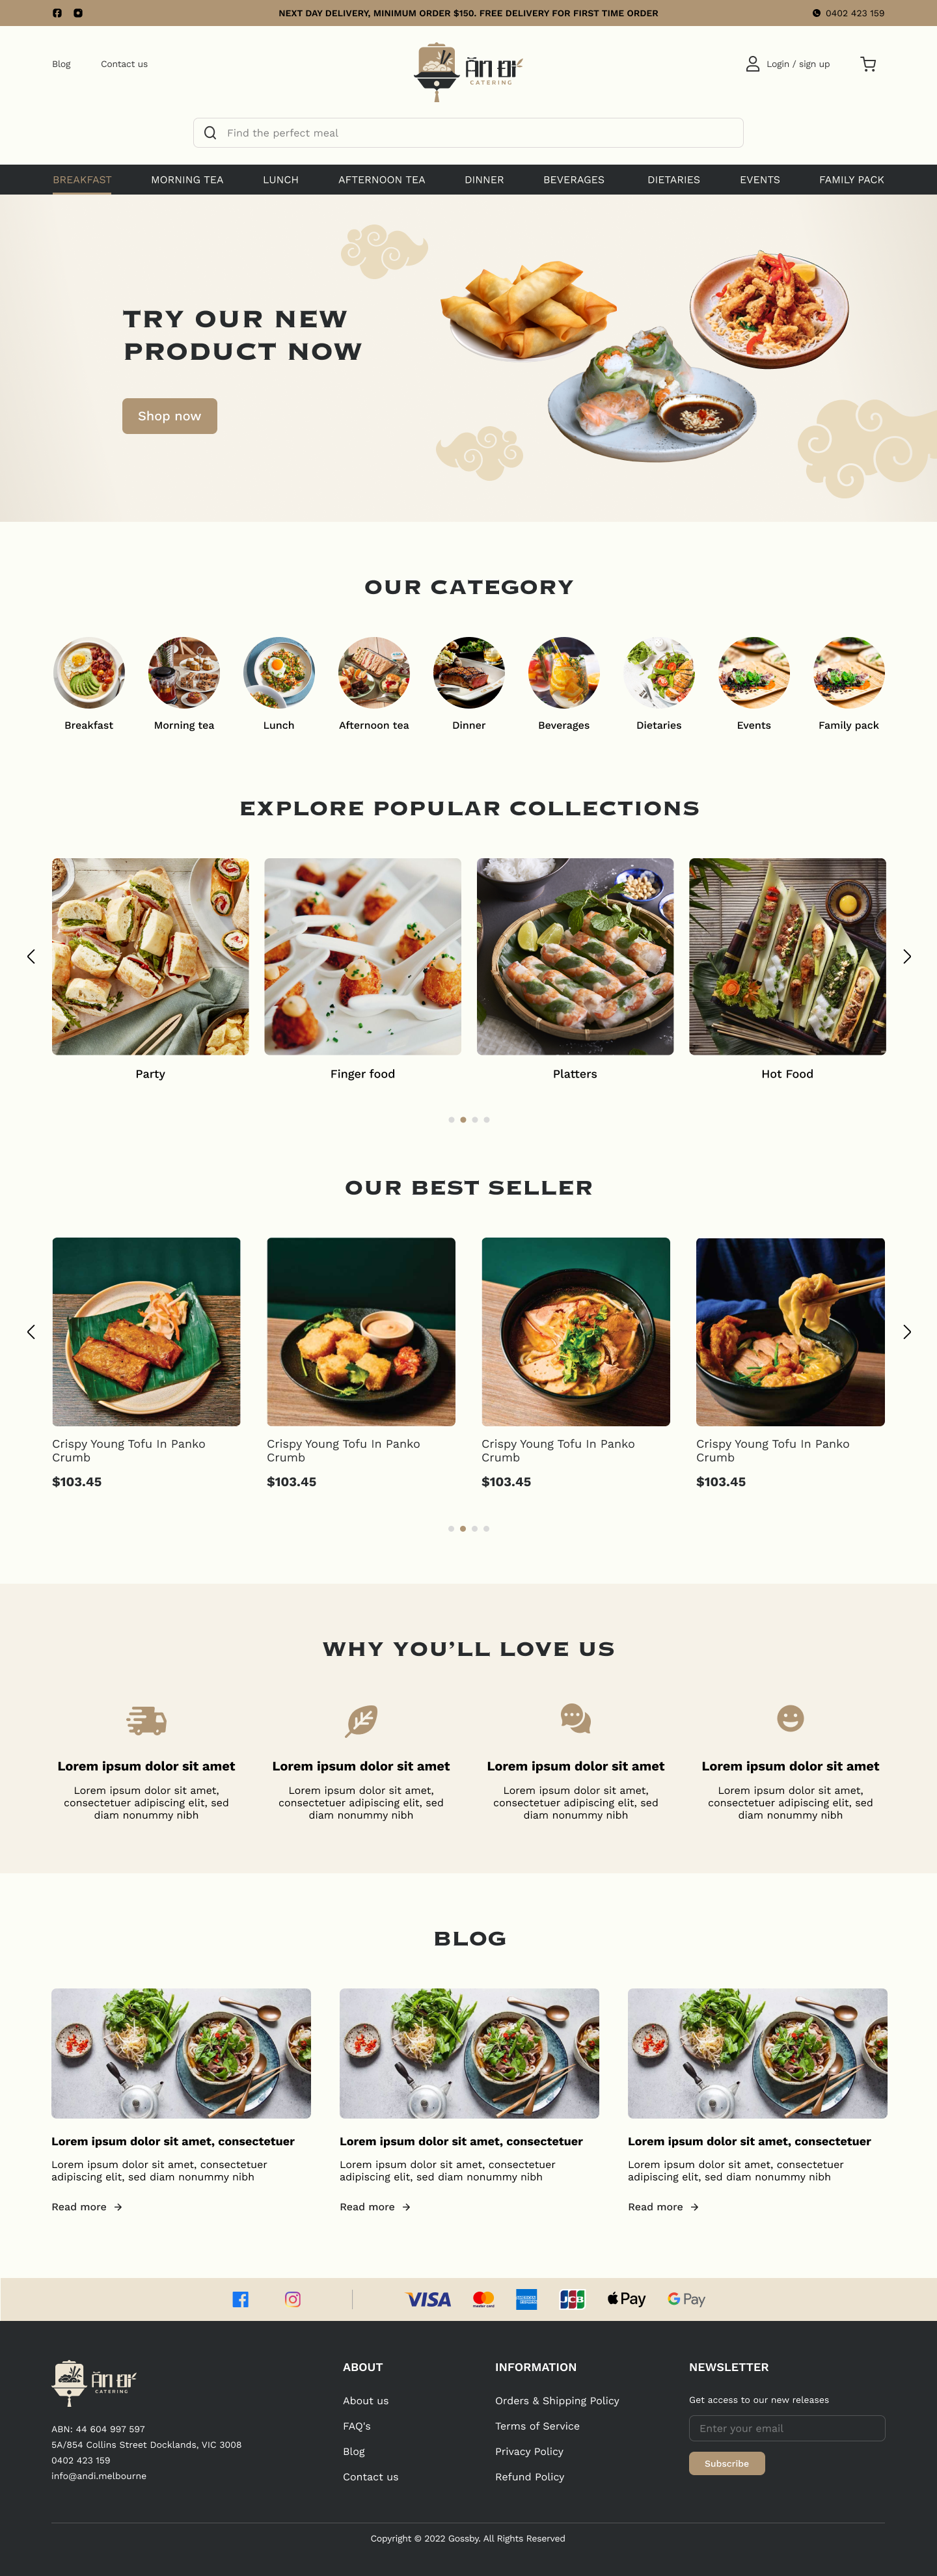 NEXT DAY DELIVERY, MINIMUM ORDER $150. FREE DELIVERY FOR FIRST TIME ORDER
0402 423 159
Blog
Contact us
ĂN ĐI
CATERING
Login / sign up
Find the perfect meal
BREAKFAST
MORNING TEA
LUNCH
AFTERNOON TEA
DINNER
BEVERAGES
DIETARIES
EVENTS
FAMILY PACK
TRY OUR NEW
PRODUCT NOW
Shop now
OUR CATEGORY
Breakfast
Morning tea
Lunch
Afternoon tea
Dinner
Beverages
Dietaries
Events
Family pack
EXPLORE POPULAR COLLECTIONS
Party
Finger food
Platters
Hot Food
OUR BEST SELLER
Crispy Young Tofu In Panko
Crumb
$103.45
Crispy Young Tofu In Panko
Crumb
$103.45
Crispy Young Tofu In Panko
Crumb
$103.45
Crispy Young Tofu In Panko
Crumb
$103.45
WHY YOU’LL LOVE US
Lorem ipsum dolor sit amet
Lorem ipsum dolor sit amet,
consectetuer adipiscing elit, sed
diam nonummy nibh
Lorem ipsum dolor sit amet
Lorem ipsum dolor sit amet,
consectetuer adipiscing elit, sed
diam nonummy nibh
Lorem ipsum dolor sit amet
Lorem ipsum dolor sit amet,
consectetuer adipiscing elit, sed
diam nonummy nibh
Lorem ipsum dolor sit amet
Lorem ipsum dolor sit amet,
consectetuer adipiscing elit, sed
diam nonummy nibh
BLOG
Lorem ipsum dolor sit amet, consectetuer
Lorem ipsum dolor sit amet, consectetuer
adipiscing elit, sed diam nonummy nibh
Read more
Lorem ipsum dolor sit amet, consectetuer
Lorem ipsum dolor sit amet, consectetuer
adipiscing elit, sed diam nonummy nibh
Read more
Lorem ipsum dolor sit amet, consectetuer
Lorem ipsum dolor sit amet, consectetuer
adipiscing elit, sed diam nonummy nibh
Read more
VISA
master card
AMERICAN EXPRESS
JCB
Pay
G Pay
ĂN ĐI
CATERING
ABN: 44 604 997 597
5A/854 Collins Street Docklands, VIC 3008
0402 423 159
info@andi.melbourne
ABOUT
About us
FAQ's
Blog
Contact us
INFORMATION
Orders & Shipping Policy
Terms of Service
Privacy Policy
Refund Policy
NEWSLETTER
Get access to our new releases
Enter your email
Subscribe
Copyright © 2022 Gossby. All Rights Reserved